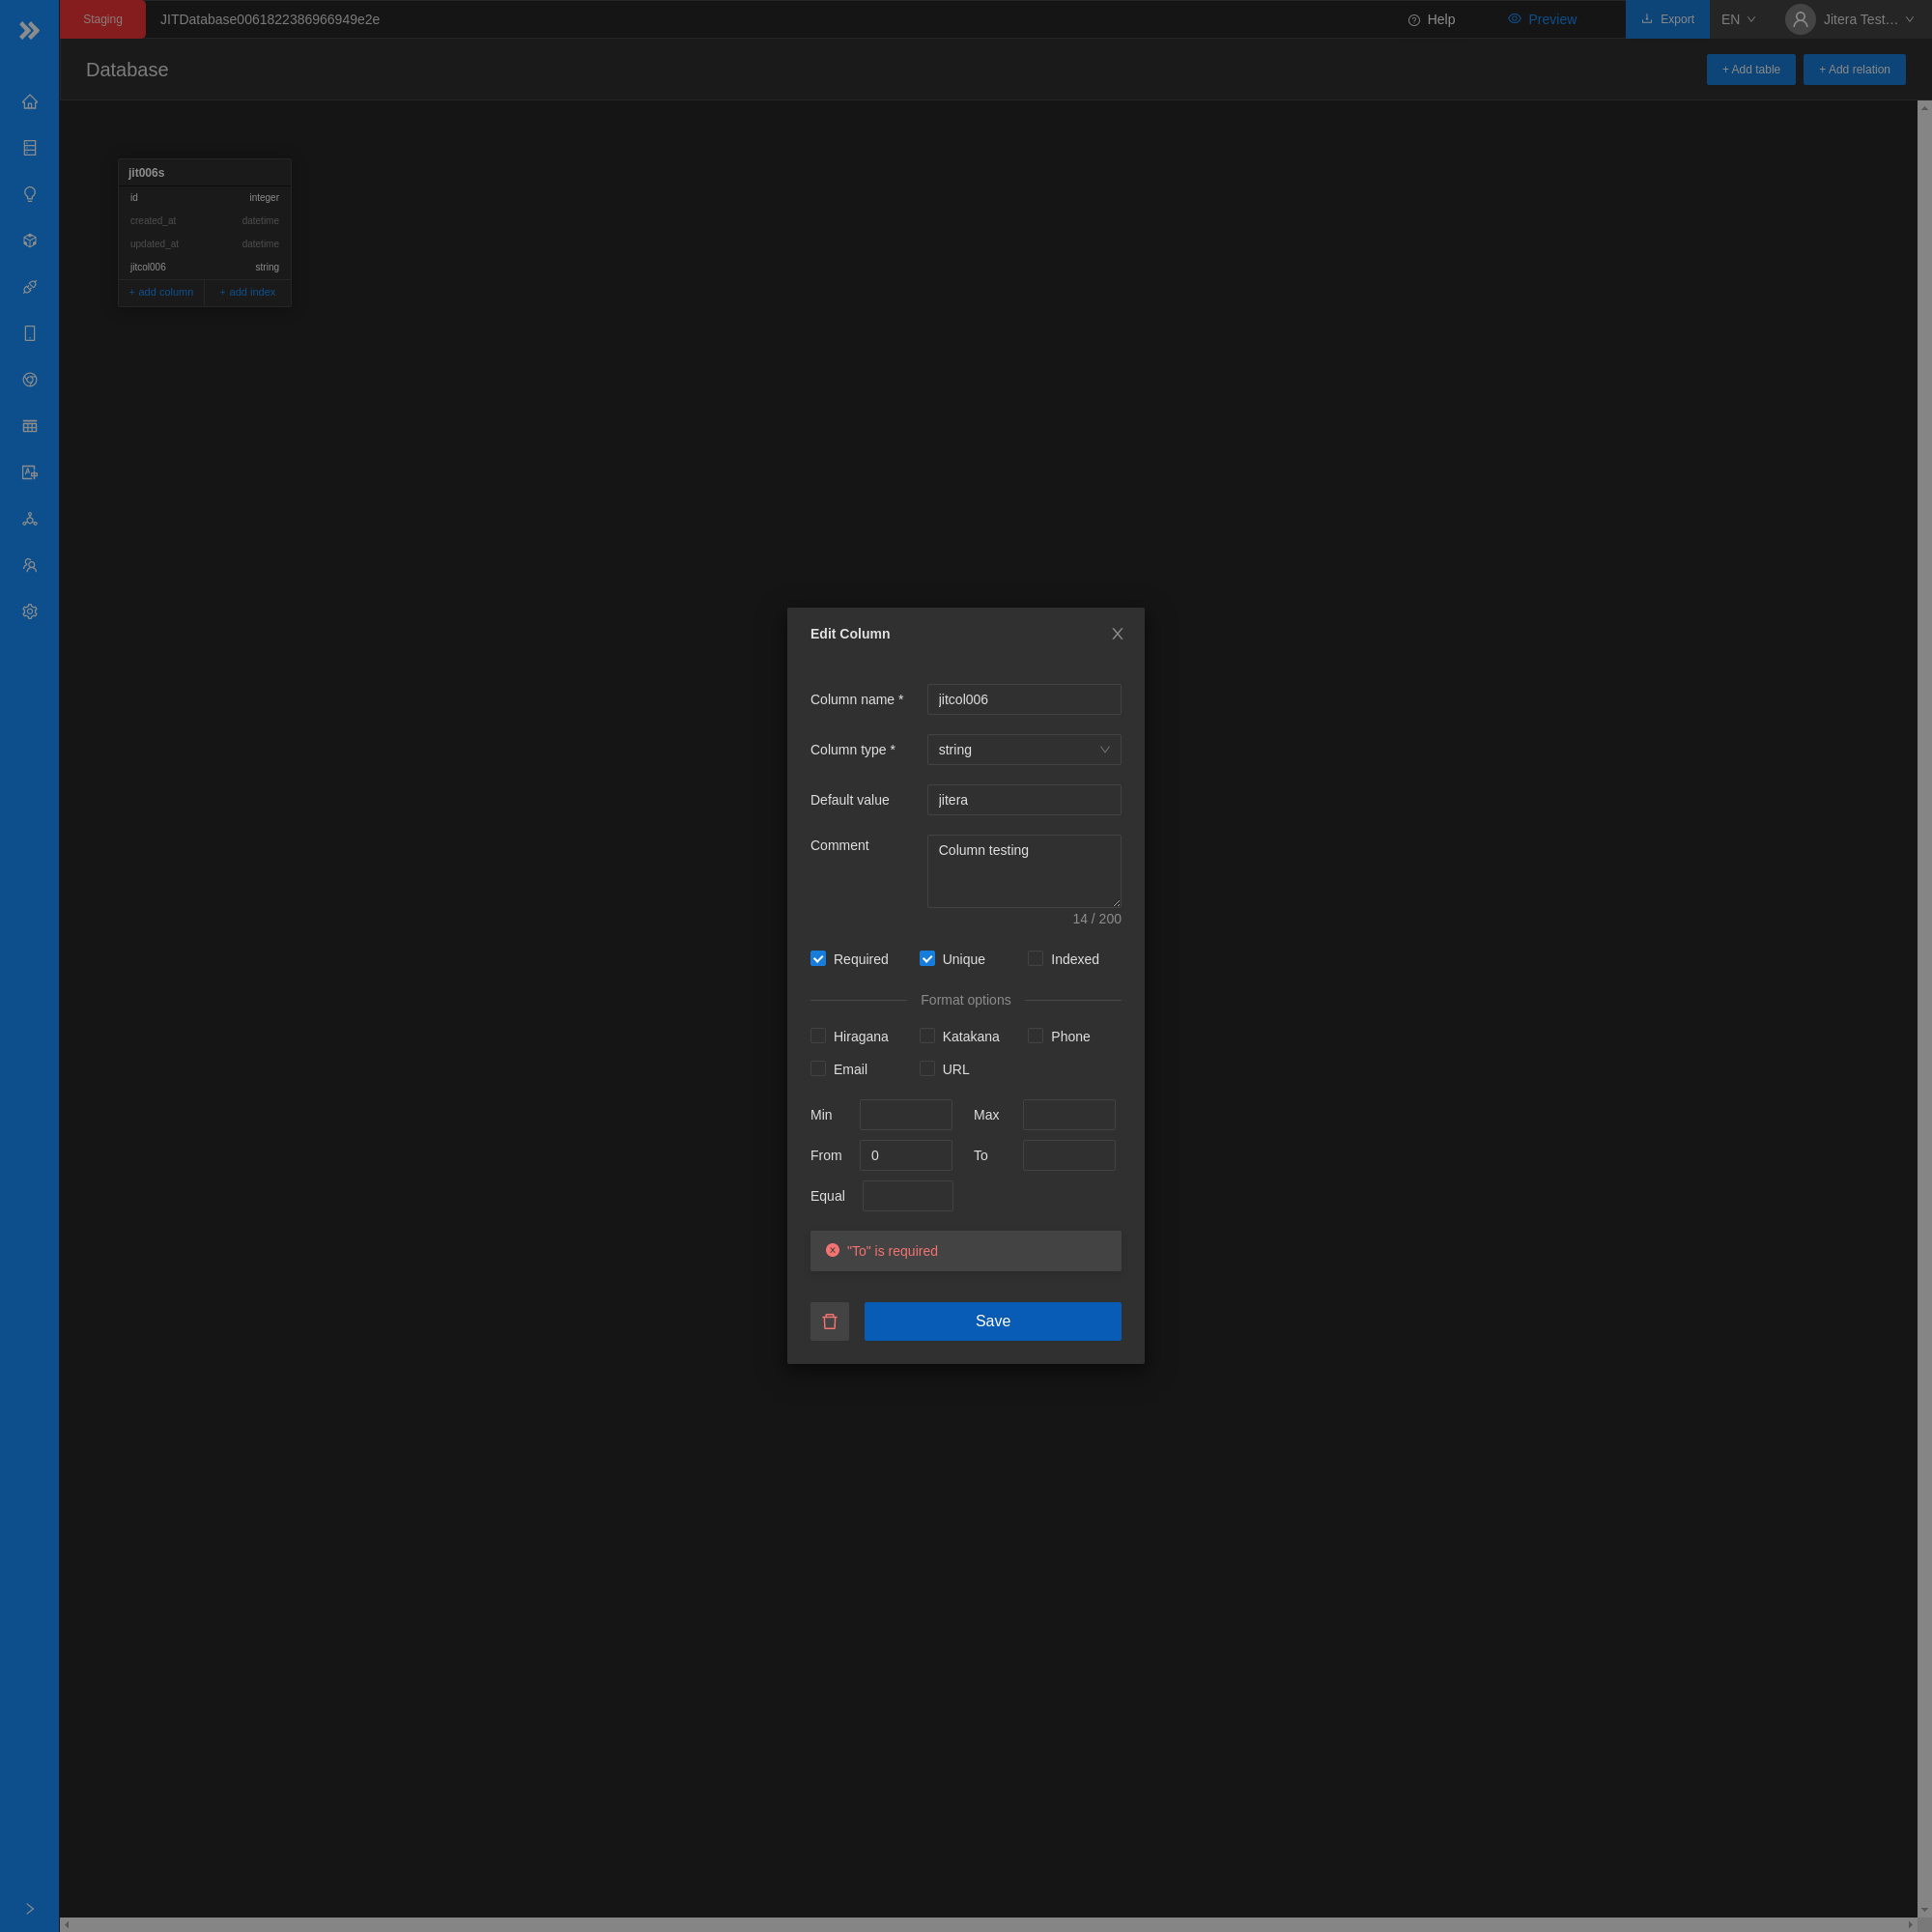 Staging JITDatabase0061822386966949e2e Help Preview Export EN Jitera Test…
Database + Add table + Add relation
jit006s
id integer
created_at datetime
updated_at datetime
jitcol006 string
+ add column + add index
Edit Column
Column name * jitcol006
Column type * string
Default value jitera
Comment Column testing
14 / 200
Required Unique Indexed
Format options
Hiragana Katakana Phone
Email URL
Min Max
From 0 To
Equal
"To" is required
Save